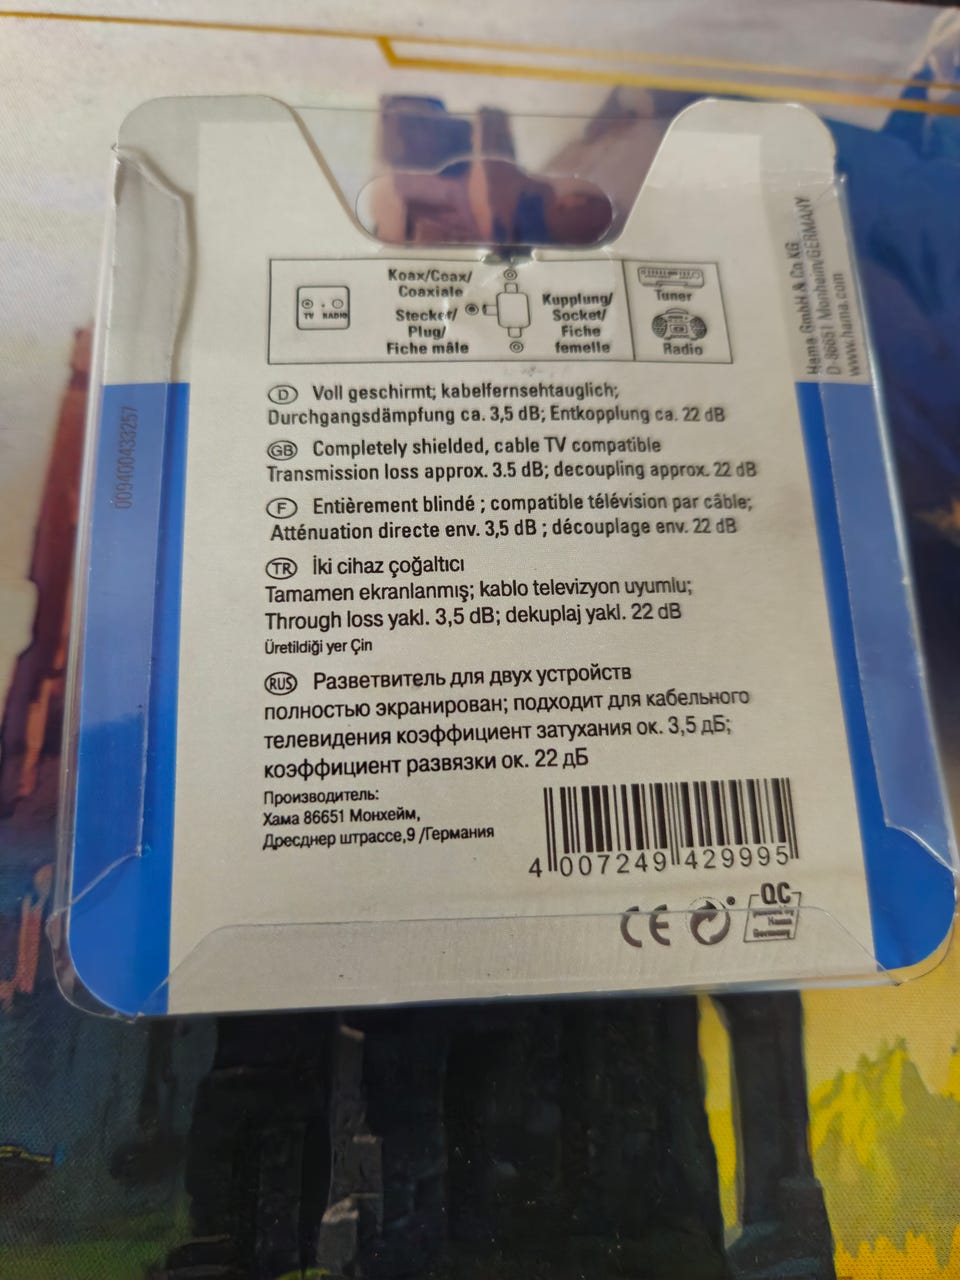 Koax/Coax/
Coaxiale
Stecker/
Plug/
Fiche mâle
Kupplung/
Socket/
Fiche
femelle
TV RADIO
Tuner
Radio
Hama GmbH & Co KG
D-86651 Monheim/GERMANY
www.hama.com
D Voll geschirmt; kabelfernsehtauglich;
Durchgangsdämpfung ca. 3,5 dB; Entkopplung ca. 22 dB
GB Completely shielded, cable TV compatible
Transmission loss approx. 3.5 dB; decoupling approx. 22 dB
F Entièrement blindé ; compatible télévision par câble;
Atténuation directe env. 3,5 dB ; découplage env. 22 dB
TR İki cihaz çoğaltıcı
Tamamen ekranlanmış; kablo televizyon uyumlu;
Through loss yakl. 3,5 dB; dekuplaj yakl. 22 dB
Üretildiği yer Çin
RUS Разветвитель для двух устройств
полностью экранирован; подходит для кабельного
телевидения коэффициент затухания ок. 3,5 дБ;
коэффициент развязки ок. 22 дБ
Производитель:
Хама 86651 Монхейм,
Дресднер штрассе,9 /Германия
4 007249 429995
CE
QC
Hama
Germany
009400433257